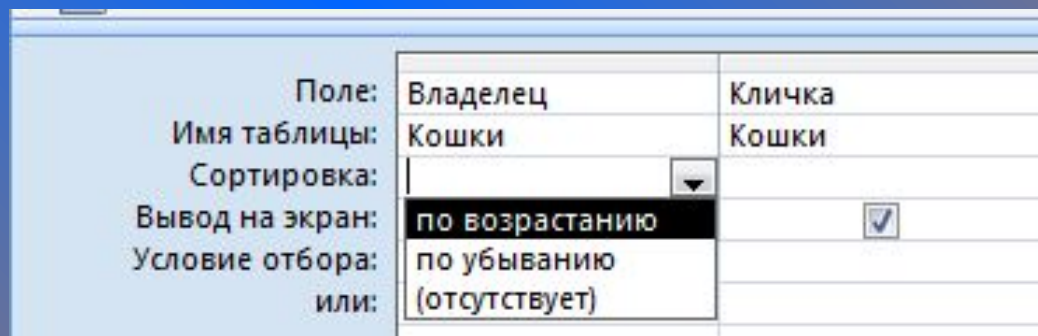 Поле: Владелец Кличка
Имя таблицы: Кошки Кошки
Сортировка:
Вывод на экран: по возрастанию
Условие отбора: по убыванию
или: (отсутствует)